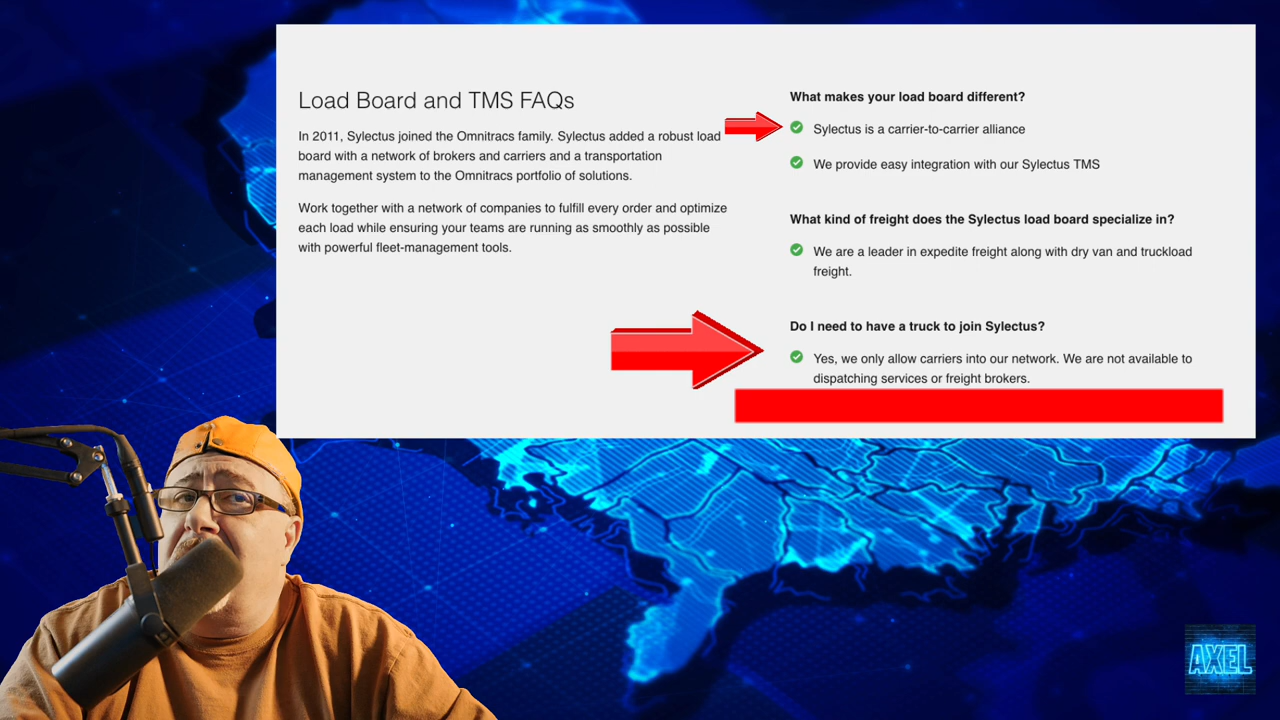 Load Board and TMS FAQs
In 2011, Sylectus joined the Omnitracs family. Sylectus added a robust load
board with a network of brokers and carriers and a transportation
management system to the Omnitracs portfolio of solutions.
Work together with a network of companies to fulfill every order and optimize
each load while ensuring your teams are running as smoothly as possible
with powerful fleet-management tools.
What makes your load board different?
Sylectus is a carrier-to-carrier alliance
We provide easy integration with our Sylectus TMS
What kind of freight does the Sylectus load board specialize in?
We are a leader in expedite freight along with dry van and truckload
freight.
Do I need to have a truck to join Sylectus?
Yes, we only allow carriers into our network. We are not available to
dispatching services or freight brokers.
AXEL